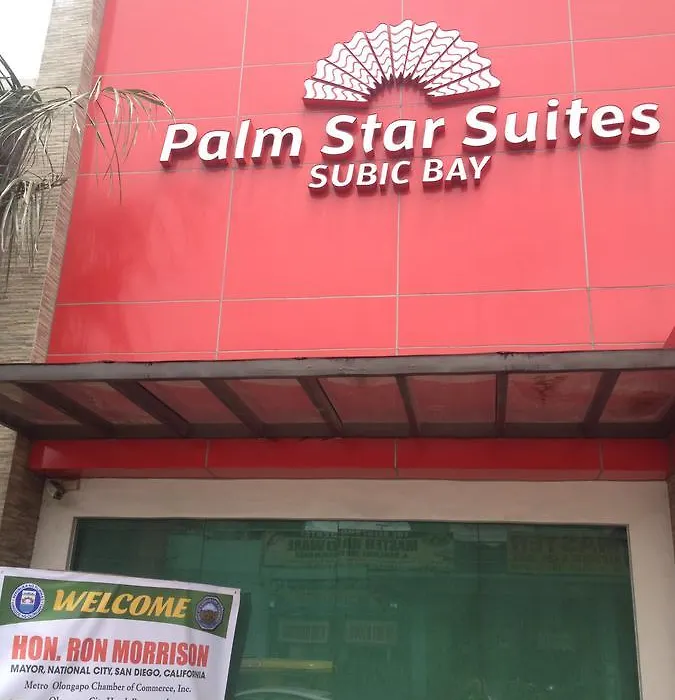 Palm Star Suites
SUBIC BAY
WELCOME
HON. RON MORRISON
MAYOR, NATIONAL CITY, SAN DIEGO, CALIFORNIA
Metro Olongapo Chamber of Commerce, Inc.